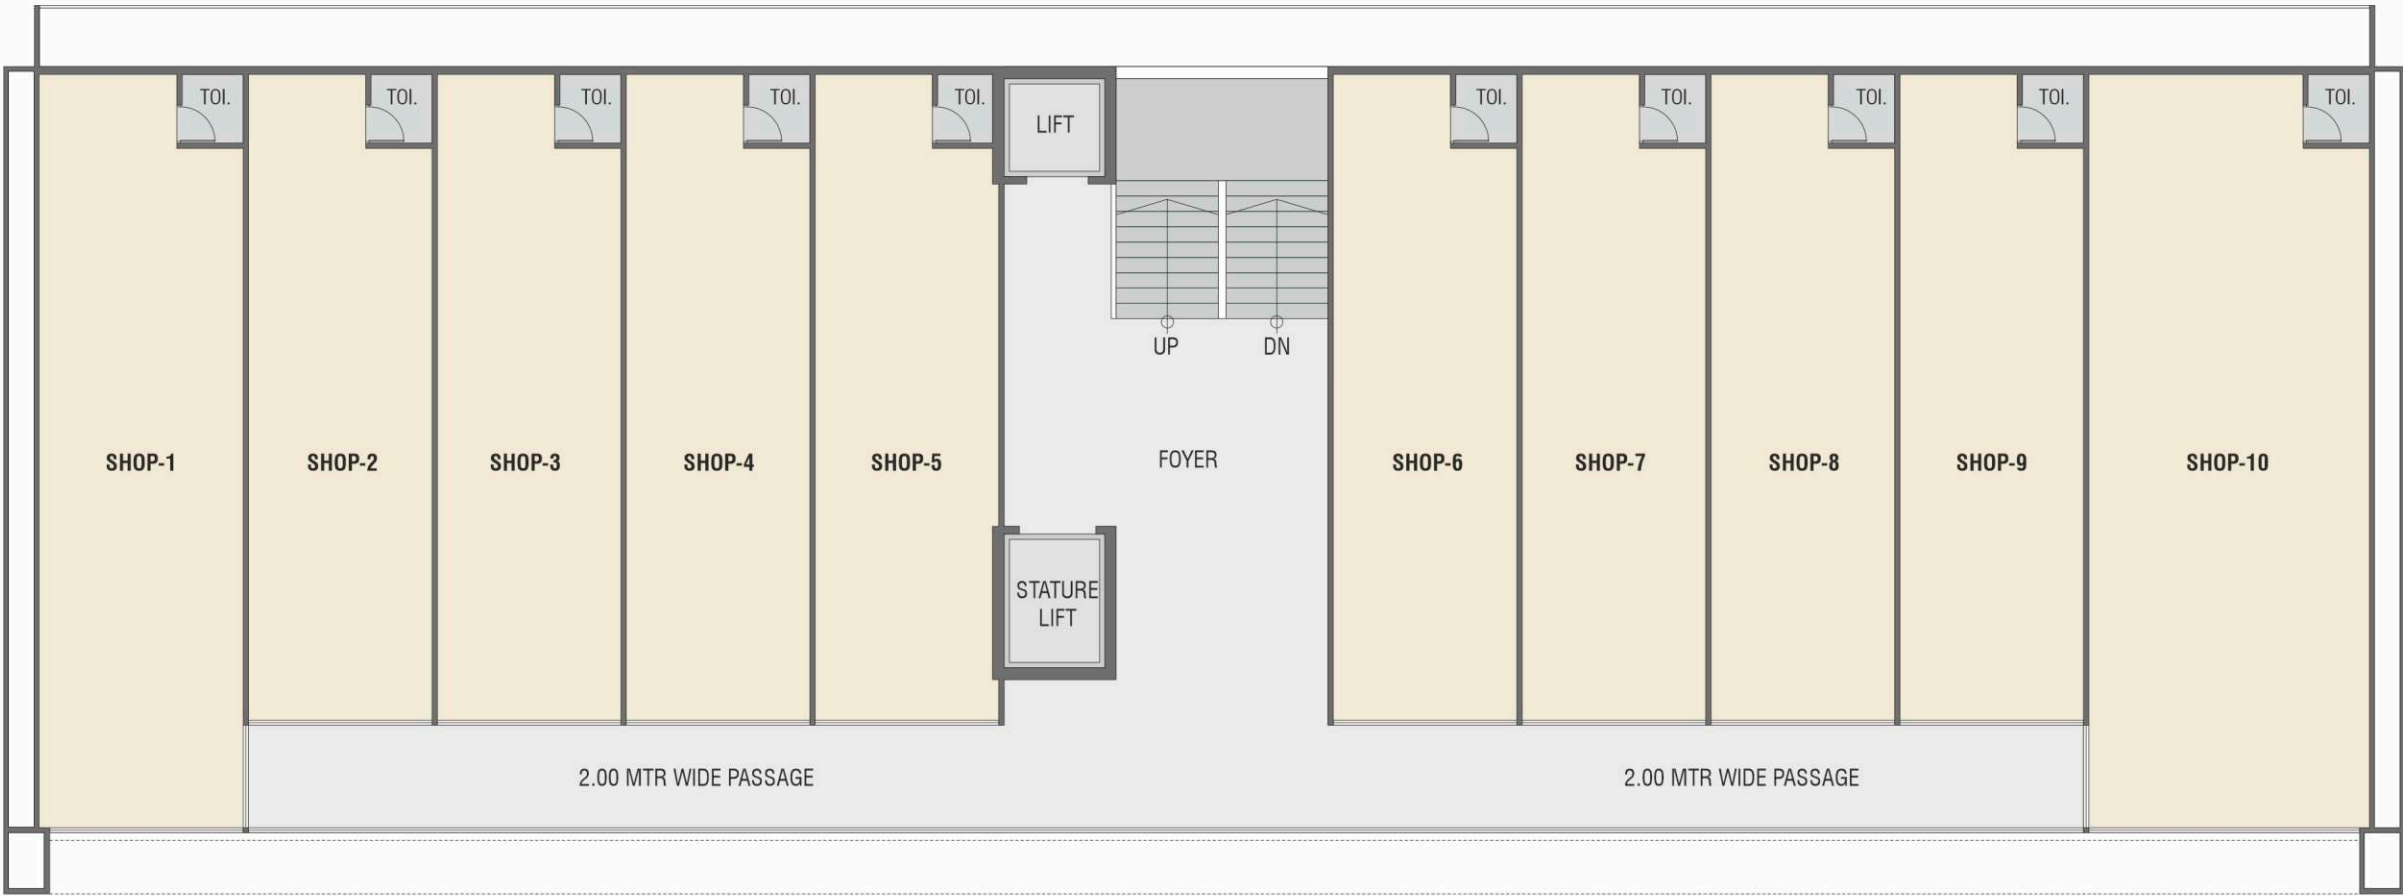 TOI.
TOI.
TOI.
TOI.
TOI.
LIFT
TOI.
TOI.
TOI.
TOI.
TOI.
UP
DN
SHOP-1
SHOP-2
SHOP-3
SHOP-4
SHOP-5
FOYER
SHOP-6
SHOP-7
SHOP-8
SHOP-9
SHOP-10
STATURE
LIFT
2.00 MTR WIDE PASSAGE
2.00 MTR WIDE PASSAGE